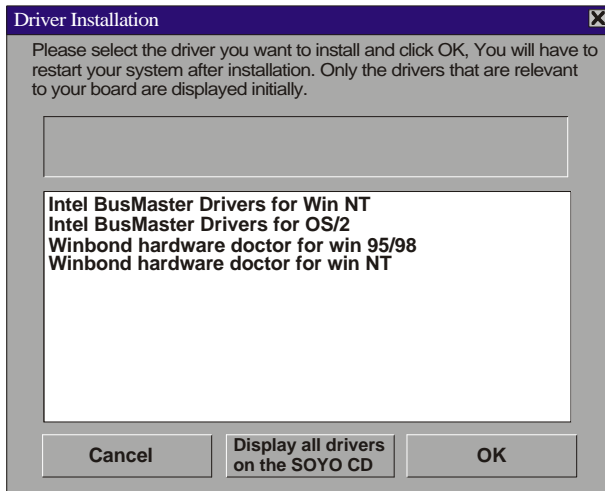 Driver Installation
Please select the driver you want to install and click OK, You will have to
restart your system after installation. Only the drivers that are relevant
to your board are displayed initially.
Intel BusMaster Drivers for Win NT
Intel BusMaster Drivers for OS/2
Winbond hardware doctor for win 95/98
Winbond hardware doctor for win NT
Cancel
Display all drivers
on the SOYO CD
OK